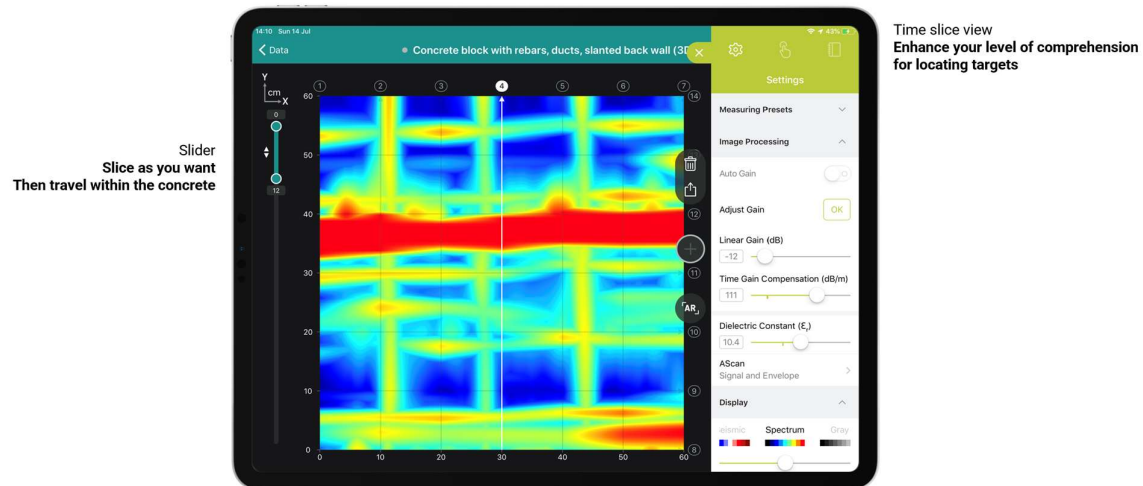 Time slice view
Enhance your level of comprehension
for locating targets
Slider
Slice as you want
Then travel within the concrete
14:10 Sun 14 Jul
43%
Data
Concrete block with rebars, ducts, slanted back wall (3D
Settings
Measuring Presets
Image Processing
Auto Gain
Adjust Gain
OK
Linear Gain (dB)
-12
Time Gain Compensation (dB/m)
111
Dielectric Constant (εr)
10.4
AScan
Signal and Envelope
Display
eismic Spectrum Gray
Y
cm
X
0
12
1 2 3 4 5 6 7
14
12
11
10
9
8
AR
60
50
40
30
20
10
0
0 10 20 30 40 50 60